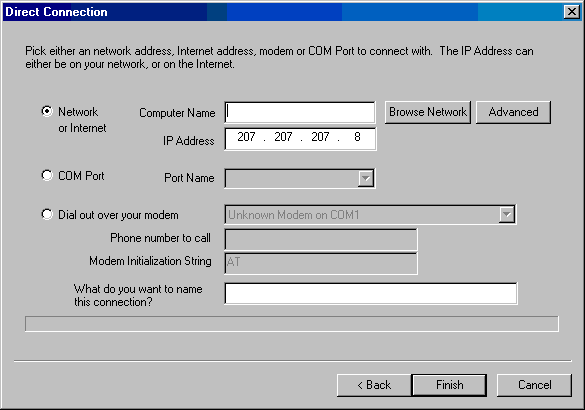 Direct Connection
Pick either an network address, Internet address, modem or COM Port to connect with. The IP Address can
either be on your network, or on the Internet.
Network
or Internet
Computer Name
Browse Network
Advanced
IP Address
207 . 207 . 207 . 8
COM Port
Port Name
Dial out over your modem
Unknown Modem on COM1
Phone number to call
Modem Initialization String
AT
What do you want to name
this connection?
< Back
Finish
Cancel